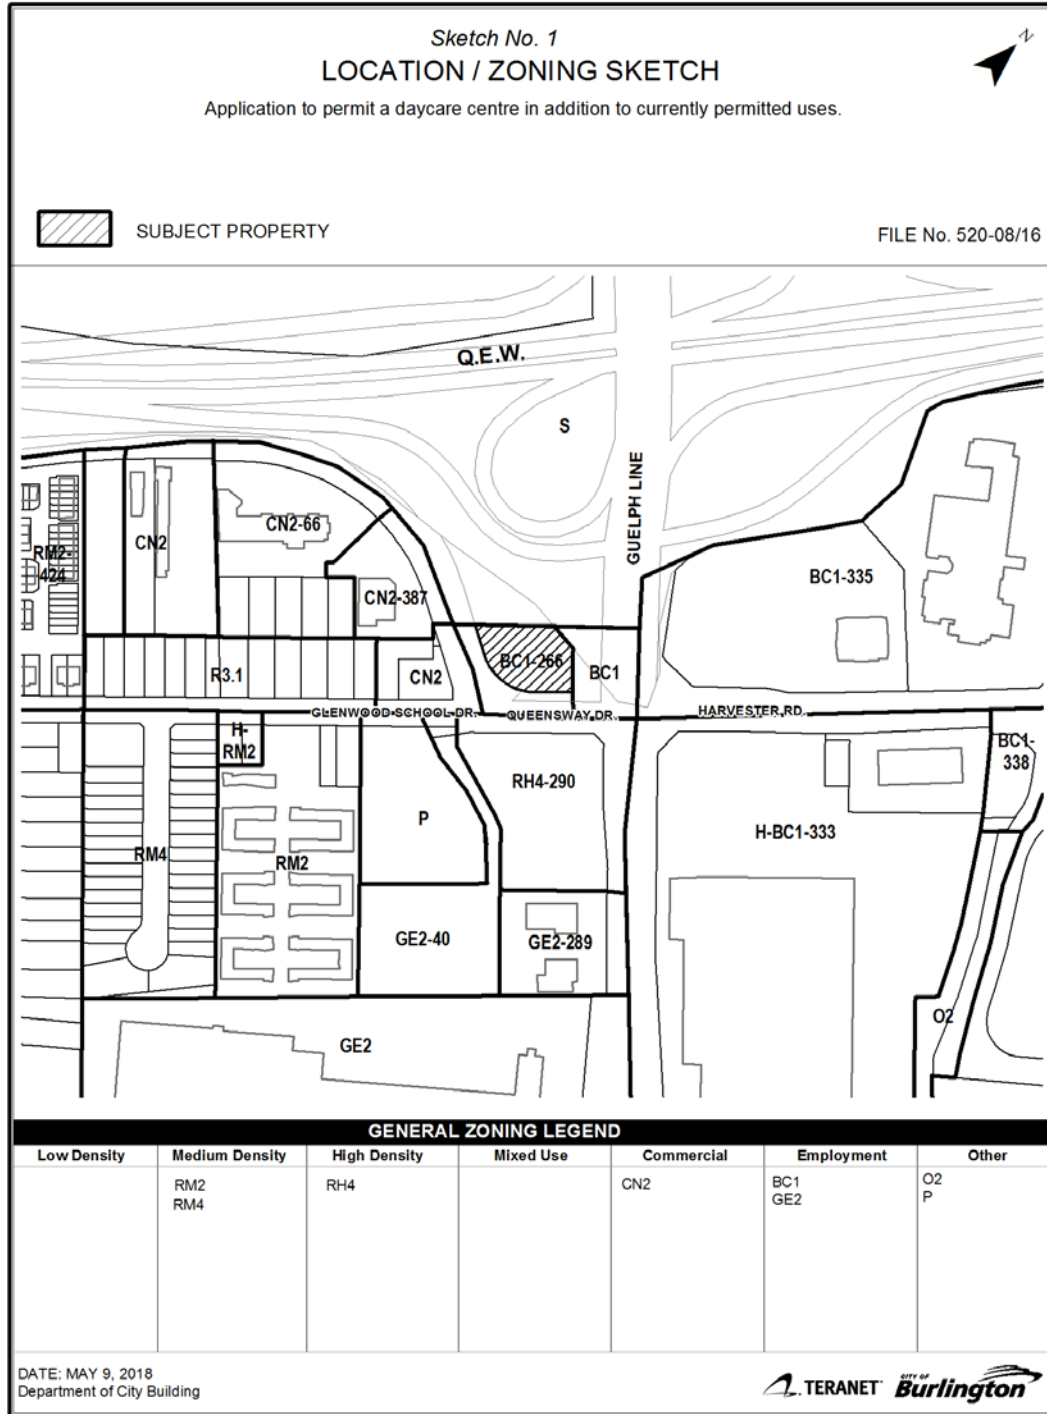 Sketch No. 1
LOCATION / ZONING SKETCH
N
Application to permit a daycare centre in addition to currently permitted uses.
SUBJECT PROPERTY
FILE No. 520-08/16
Q.E.W.
S
GUELPH LINE
CN2-66
CN2
RM2-
424
BC1-335
CN2-387
BC1-266
BC1
R3.1
CN2
GLENWOOD SCHOOL DR.
QUEENSWAY DR.
HARVESTER RD.
H-
RM2
BC1-
338
RH4-290
P
H-BC1-333
RM4
RM2
GE2-40
GE2-289
O2
GE2
GENERAL ZONING LEGEND
Low Density
Medium Density
High Density
Mixed Use
Commercial
Employment
Other
RM2
RM4
RH4
CN2
BC1
GE2
O2
P
DATE: MAY 9, 2018
Department of City Building
TERANET
CITY OF
Burlington